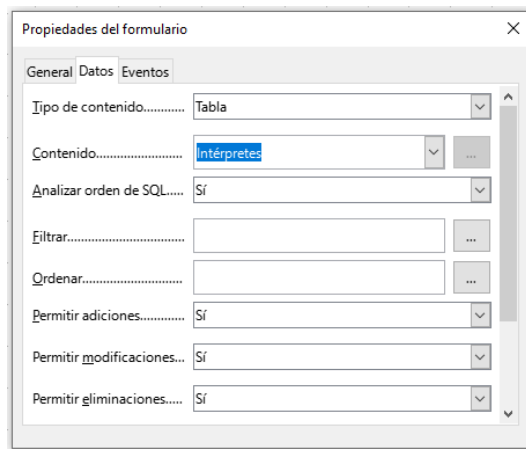 Propiedades del formulario
General Datos Eventos
Tipo de contenido............ Tabla
Contenido......................... Intérpretes ...
Analizar orden de SQL..... Sí
Filtrar.................................. ...
Ordenar.............................. ...
Permitir adiciones............. Sí
Permitir modificaciones... Sí
Permitir eliminaciones..... Sí